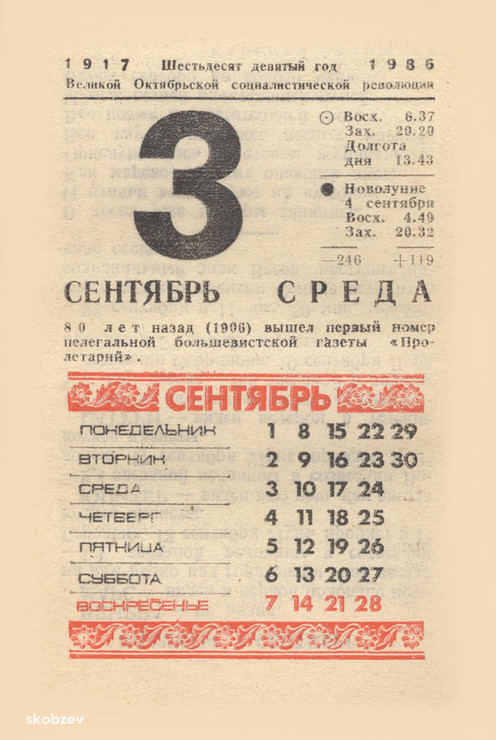 1917 Шестьдесят девятый год 1986
Великой Октябрьской социалистической революции
3
Восх. 6.37
Зах. 20.20
Долгота
дня 13.43
Новолуние
4 сентября
Восх. 4.49
Зах. 20.32
—246 +119
СЕНТЯБРЬ СРЕДА
80 лет назад (1906) вышел первый номер
нелегальной большевистской газеты «Про-
летарий».
СЕНТЯБРЬ
ПОНЕДЕЛЬНИК 1 8 15 22 29
ВТОРНИК 2 9 16 23 30
СРЕДА 3 10 17 24
ЧЕТВЕРГ 4 11 18 25
ПЯТНИЦА 5 12 19 26
СУББОТА 6 13 20 27
ВОСКРЕСЕНЬЕ 7 14 21 28
skobzev